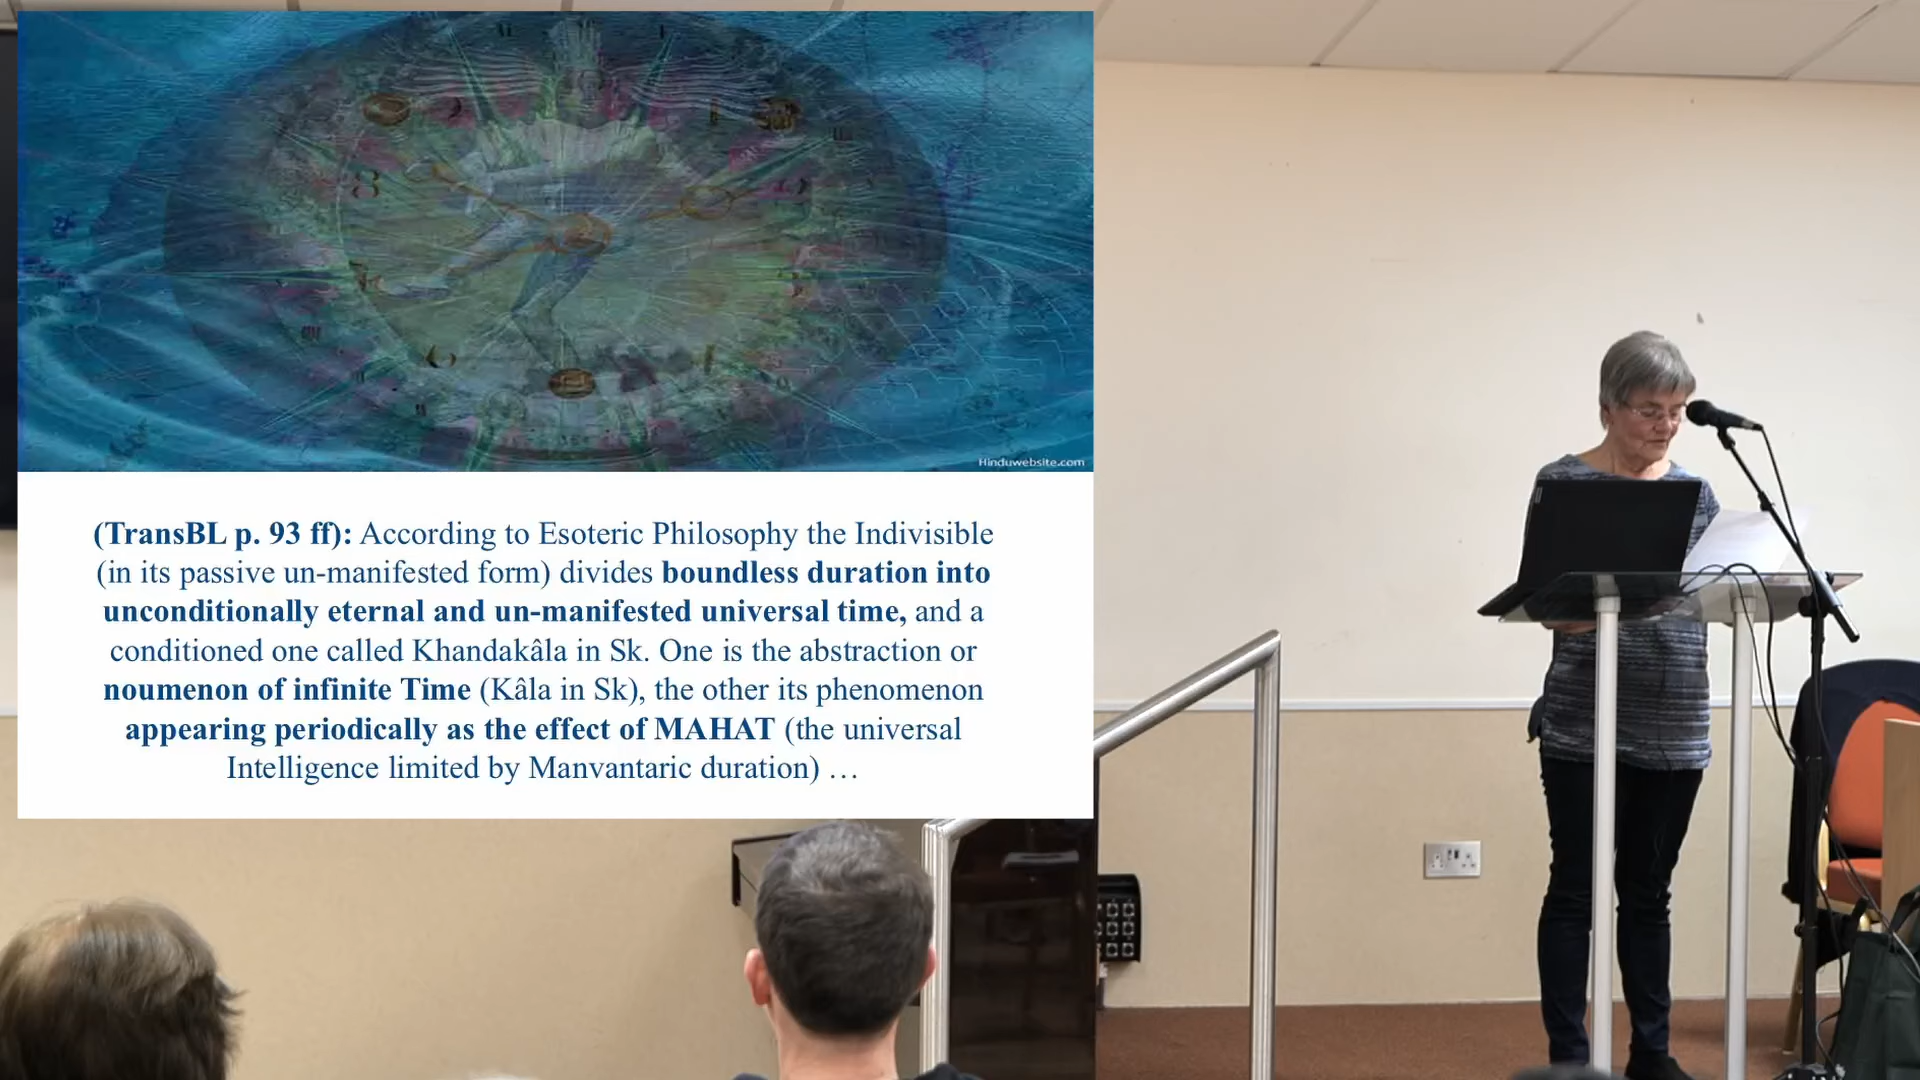 Hinduwebsite.com
(TransBL p. 93 ff): According to Esoteric Philosophy the Indivisible
(in its passive un-manifested form) divides boundless duration into
unconditionally eternal and un-manifested universal time, and a
conditioned one called Khandakâla in Sk. One is the abstraction or
noumenon of infinite Time (Kâla in Sk), the other its phenomenon
appearing periodically as the effect of MAHAT (the universal
Intelligence limited by Manvantaric duration) …